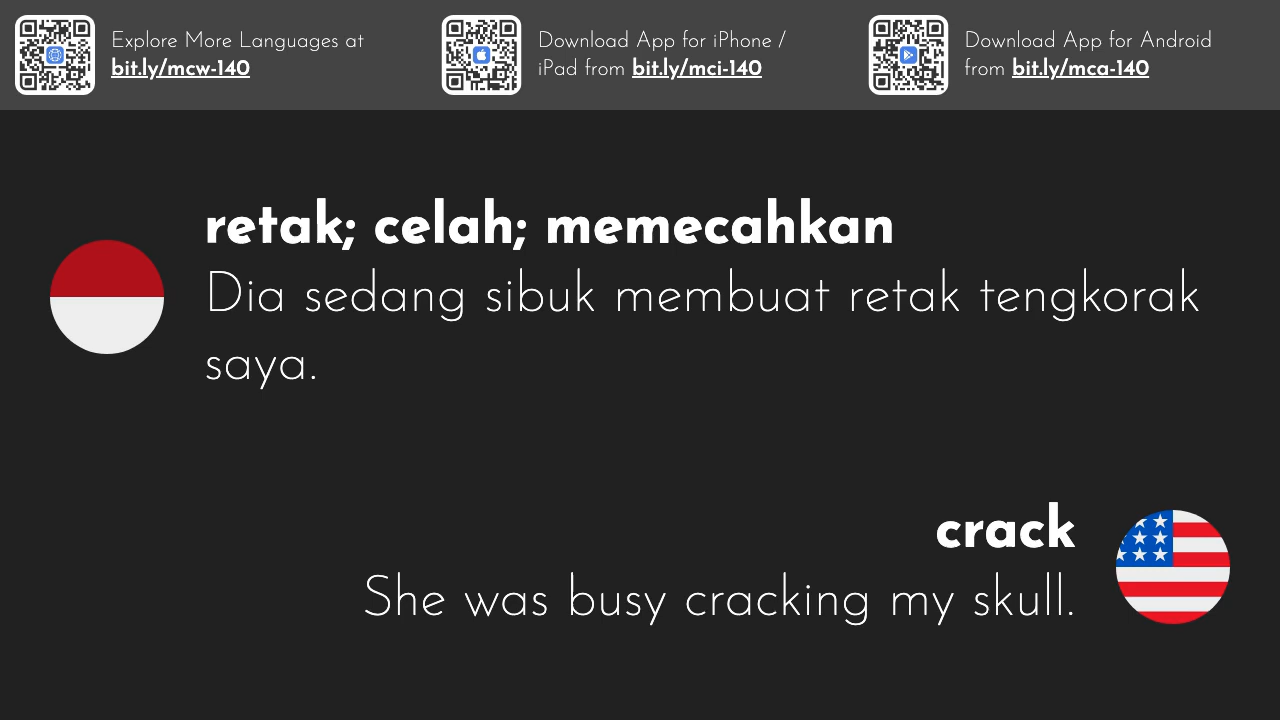 Explore More Languages at
bit.ly/mcw-140
Download App for iPhone /
iPad from bit.ly/mci-140
Download App for Android
from bit.ly/mca-140
retak; celah; memecahkan
Dia sedang sibuk membuat retak tengkorak
saya.
crack
She was busy cracking my skull.